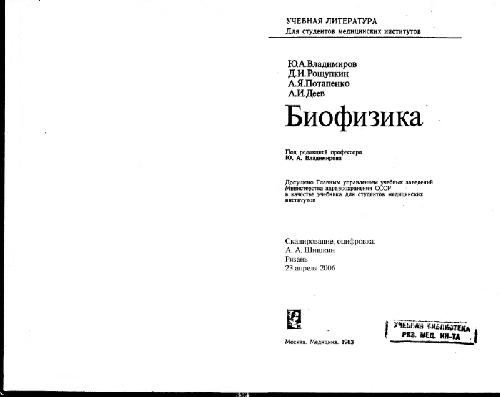 УЧЕБНАЯ ЛИТЕРАТУРА
Для студентов медицинских институтов
Ю.А.Владимиров
Д.И.Рощупкин
А.Я.Потапенко
А.И.Деев
Биофизика
Под редакцией профессора
Ю. А. Владимирова
Допущено Главным управлением учебных заведений
Министерства здравоохранения СССР
в качестве учебника для студентов медицинских
институтов
Сканирование, оцифровка:
А. А. Шишкин
Рязань
23 апреля 2006
УЧЕБНАЯ БИБЛИОТЕКА
РЯЗ. МЕД. ИН-ТА
Москва. Медицина. 1983